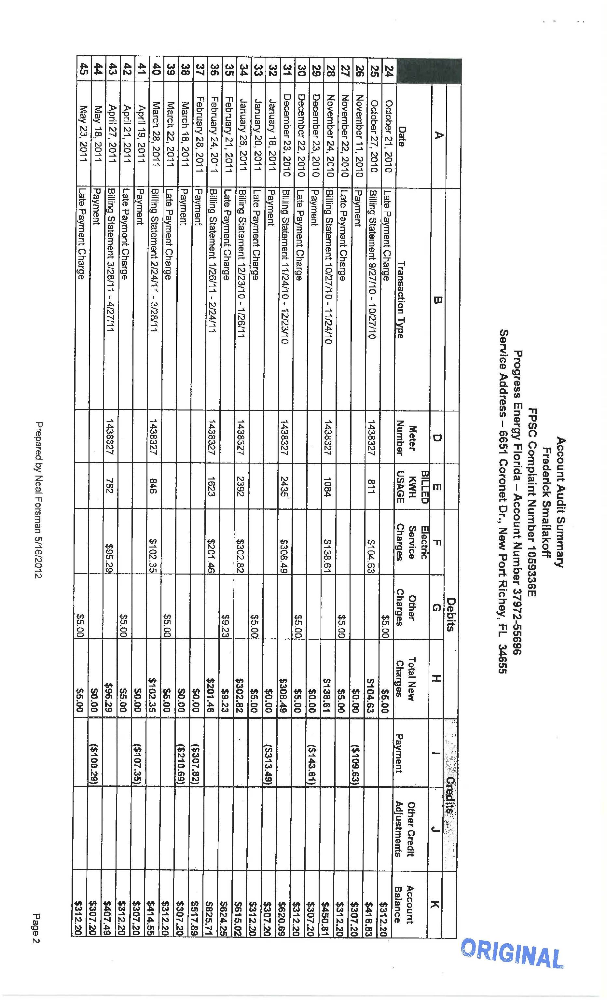 Account Audit Summary
Frederick Smallakoff
FPSC Complaint Number 1059336E
Progress Energy Florida – Account Number 37972-55696
Service Address – 6651 Coronet Dr., New Port Richey, FL 34655
ORIGINAL
Debits Credits
A B D E F G H I J K
Date Transaction Type Meter Number BILLED KWH USAGE Electric Service Charges Other Charges Total New Charges Payment Other Credit Adjustments Account Balance
24 October 21, 2010 Late Payment Charge $5.00 $5.00 $312.20
25 October 27, 2010 Billing Statement 9/27/10 - 10/27/10 1438327 811 $104.63 $104.63 $416.83
26 November 11, 2010 Payment $0.00 ($109.63) $307.20
27 November 22, 2010 Late Payment Charge $5.00 $5.00 $312.20
28 November 24, 2010 Billing Statement 10/27/10 - 11/24/10 1438327 1084 $138.61 $138.61 $450.81
29 December 23, 2010 Payment $0.00 ($143.61) $307.20
30 December 22, 2010 Late Payment Charge $5.00 $5.00 $312.20
31 December 23, 2010 Billing Statement 11/24/10 - 12/23/10 1438327 2435 $308.49 $308.49 $620.69
32 January 18, 2011 Payment $0.00 ($313.49) $307.20
33 January 20, 2011 Late Payment Charge $5.00 $5.00 $312.20
34 January 26, 2011 Billing Statement 12/23/10 - 1/26/11 1438327 2392 $302.82 $302.82 $615.02
35 February 21, 2011 Late Payment Charge $9.23 $9.23 $624.25
36 February 24, 2011 Billing Statement 1/26/11 - 2/24/11 1438327 1623 $201.46 $201.46 $825.71
37 February 28, 2011 Payment $0.00 ($307.82) $517.89
38 March 18, 2011 Payment $0.00 ($210.69) $307.20
39 March 22, 2011 Late Payment Charge $5.00 $5.00 $312.20
40 March 28, 2011 Billing Statement 2/24/11 - 3/28/11 1438327 846 $102.35 $102.35 $414.55
41 April 19, 2011 Payment $0.00 ($107.35) $307.20
42 April 21, 2011 Late Payment Charge $5.00 $5.00 $312.20
43 April 27, 2011 Billing Statement 3/28/11 - 4/27/11 1438327 782 $95.29 $95.29 $407.49
44 May 18, 2011 Payment $0.00 ($100.29) $307.20
45 May 23, 2011 Late Payment Charge $5.00 $5.00 $312.20
Prepared by Neal Forsman 5/16/2012
Page 2